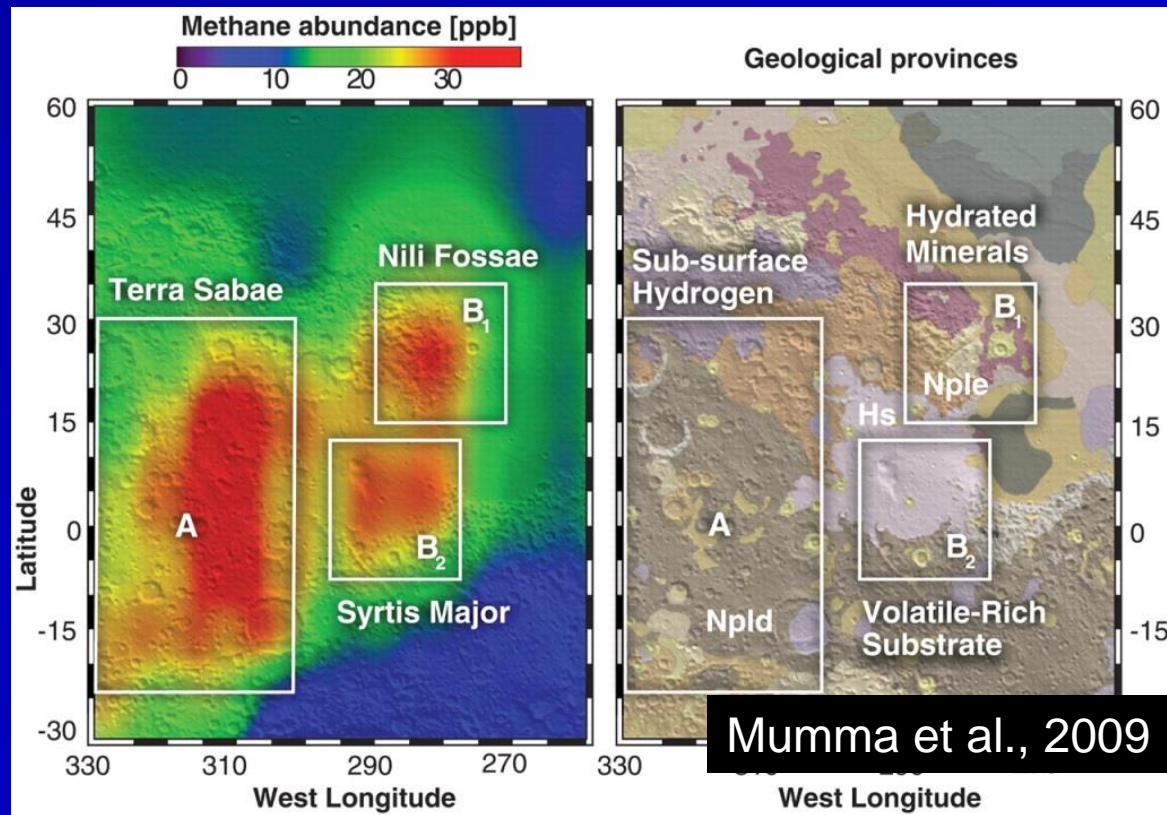 Methane abundance [ppb]
0 10 20 30
Geological provinces
60
45
30
15
0
-15
-30
Latitude
Terra Sabae
Nili Fossae
B1
A
B2
Syrtis Major
330 310 290 270
West Longitude
Sub-surface
Hydrogen
Hydrated
Minerals
B1
Nple
Hs
A
B2
Npld
Volatile-Rich
Substrate
60
45
30
15
0
-15
Mumma et al., 2009
330
West Longitude